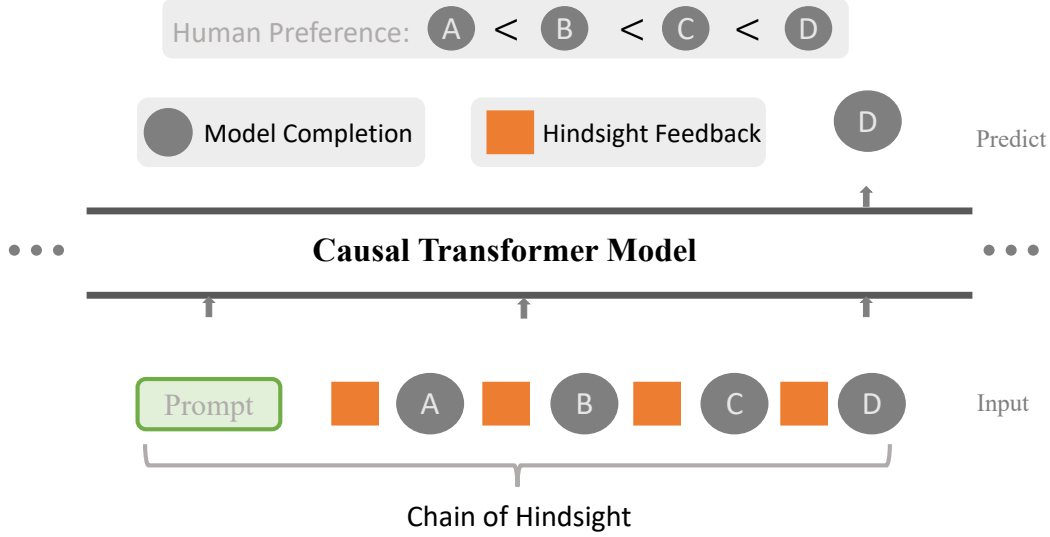 Human Preference: A < B < C < D
Model Completion Hindsight Feedback D Predict
Causal Transformer Model
Prompt A B C D Input
Chain of Hindsight